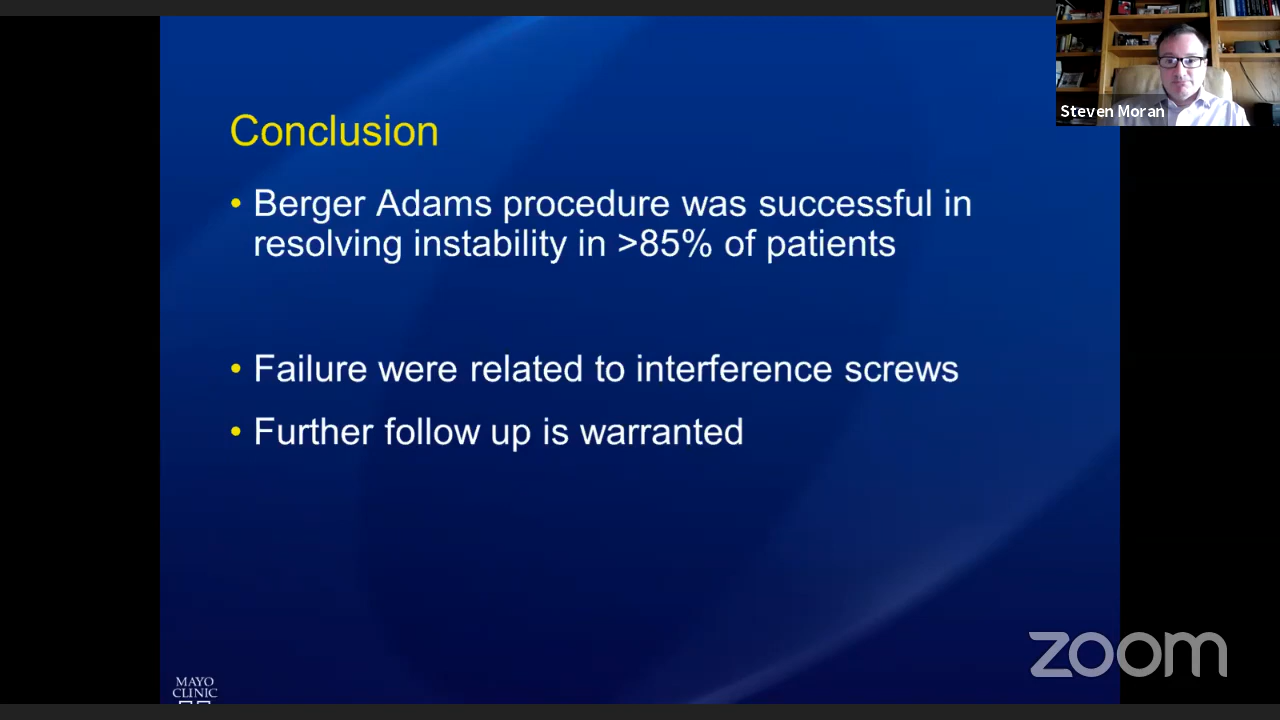 Steven Moran
Conclusion
• Berger Adams procedure was successful in
resolving instability in >85% of patients
• Failure were related to interference screws
• Further follow up is warranted
MAYO
CLINIC
zoom